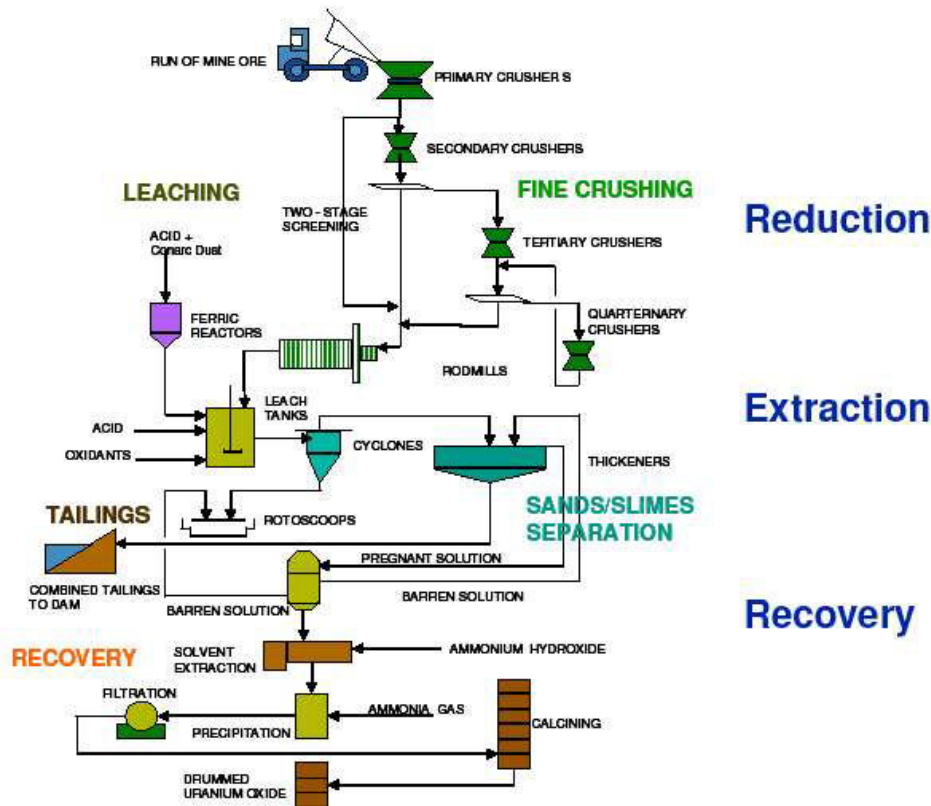 RUN OF MINE ORE
PRIMARY CRUSHERS
SECONDARY CRUSHERS
LEACHING
FINE CRUSHING
TWO - STAGE
SCREENING
Reduction
ACID +
Conarc Dust
TERTIARY CRUSHERS
FERRIC
REACTORS
QUARTERNARY
CRUSHERS
RODMILLS
LEACH
TANKS
Extraction
ACID
CYCLONES
OXIDANTS
THICKENERS
TAILINGS
ROTOSCOOPS
SANDS/SLIMES
SEPARATION
PREGNANT SOLUTION
COMBINED TAILINGS
TO DAM
BARREN SOLUTION
BARREN SOLUTION
Recovery
RECOVERY
SOLVENT
EXTRACTION
AMMONIUM HYDROXIDE
FILTRATION
AMMONIA GAS
CALCINING
PRECIPITATION
DRUMMED
URANIUM OXIDE